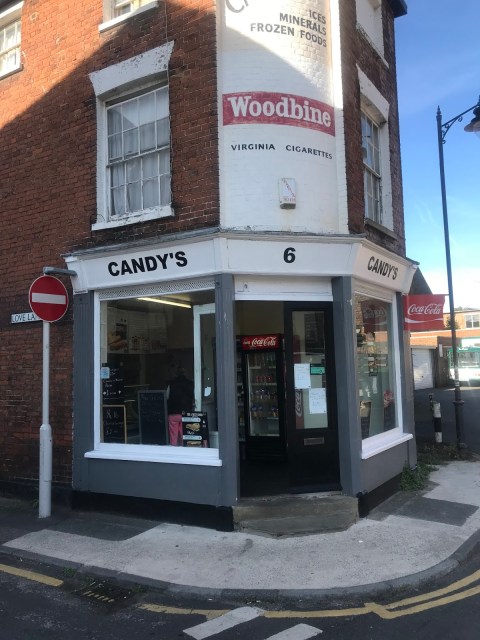 ICES
MINERALS
FROZEN FOODS
Woodbine
VIRGINIA CIGARETTES
CANDY'S
6
CANDY'S
Coca-Cola
Coca-Cola